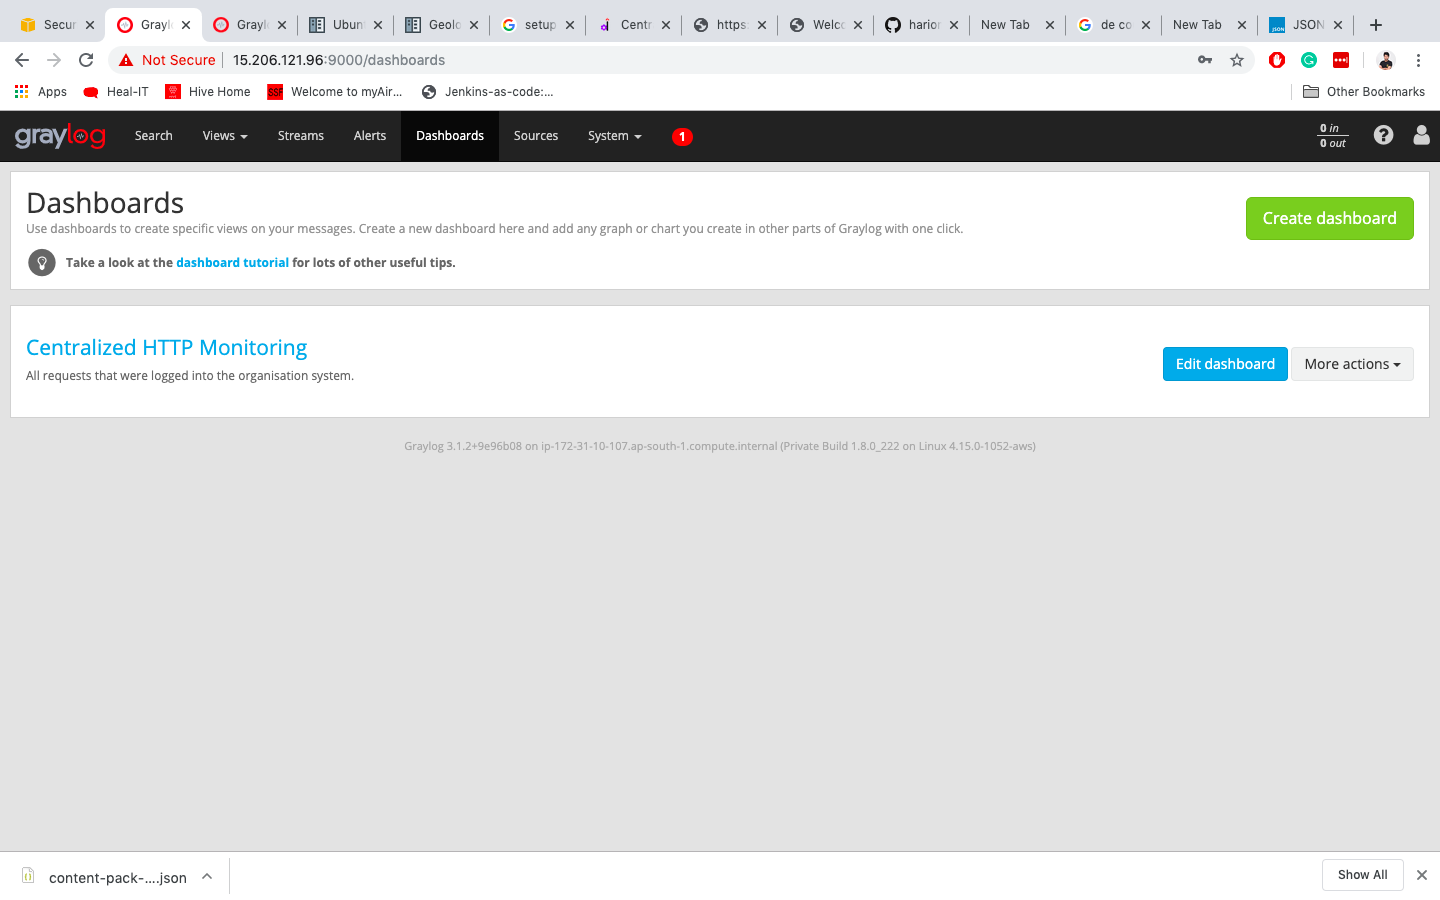 Secur Graylo Graylo Ubun Geolo setup Centr https: Welco harior New Tab de co New Tab JSON
Not Secure 15.206.121.96:9000/dashboards
Apps Heal-IT Hive Home Welcome to myAir... Jenkins-as-code:... Other Bookmarks
graylog Search Views Streams Alerts Dashboards Sources System 1 0 in
0 out
Dashboards
Use dashboards to create specific views on your messages. Create a new dashboard here and add any graph or chart you create in other parts of Graylog with one click.
Create dashboard
Take a look at the dashboard tutorial for lots of other useful tips.
Centralized HTTP Monitoring
All requests that were logged into the organisation system.
Edit dashboard More actions
Graylog 3.1.2+9e96b08 on ip-172-31-10-107.ap-south-1.compute.internal (Private Build 1.8.0_222 on Linux 4.15.0-1052-aws)
content-pack-....json Show All